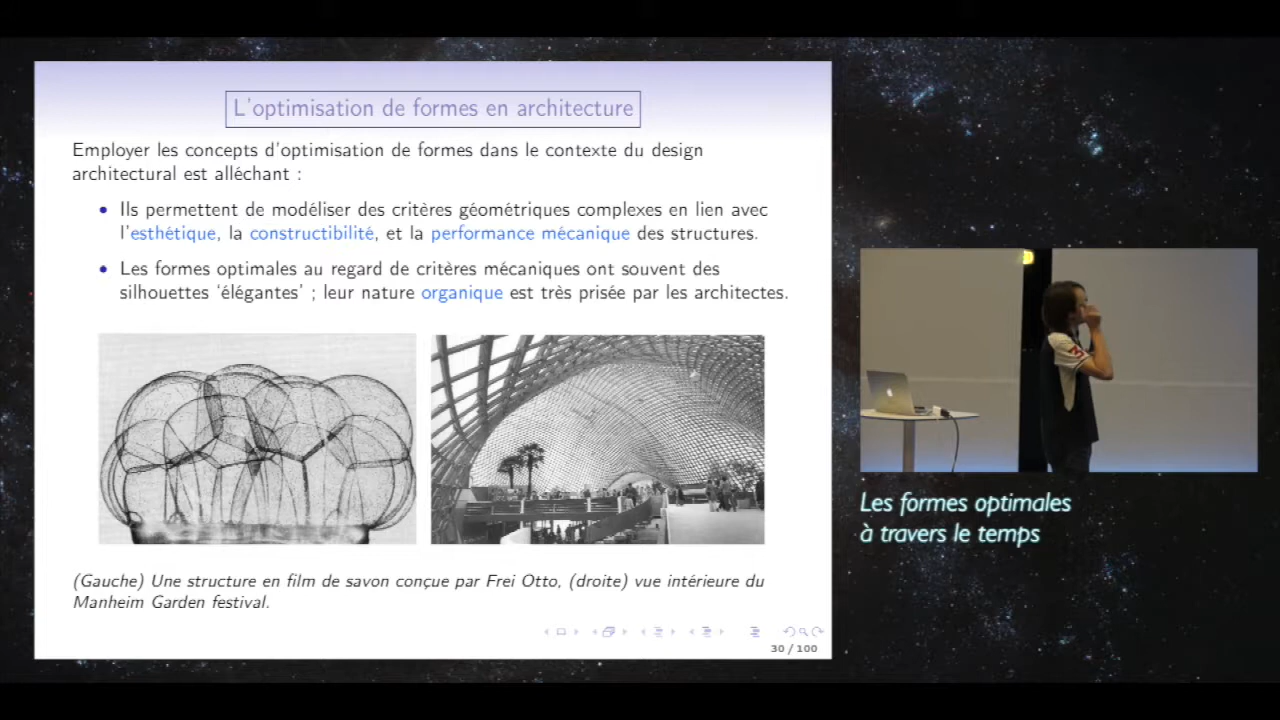 L'optimisation de formes en architecture
Employer les concepts d'optimisation de formes dans le contexte du design
architectural est alléchant :
• Ils permettent de modéliser des critères géométriques complexes en lien avec
l'esthétique, la constructibilité, et la performance mécanique des structures.
• Les formes optimales au regard de critères mécaniques ont souvent des
silhouettes ‘élégantes’ ; leur nature organique est très prisée par les architectes.
(Gauche) Une structure en film de savon conçue par Frei Otto, (droite) vue intérieure du
Manheim Garden festival.
30 / 100
3
Les formes optimales
à travers le temps